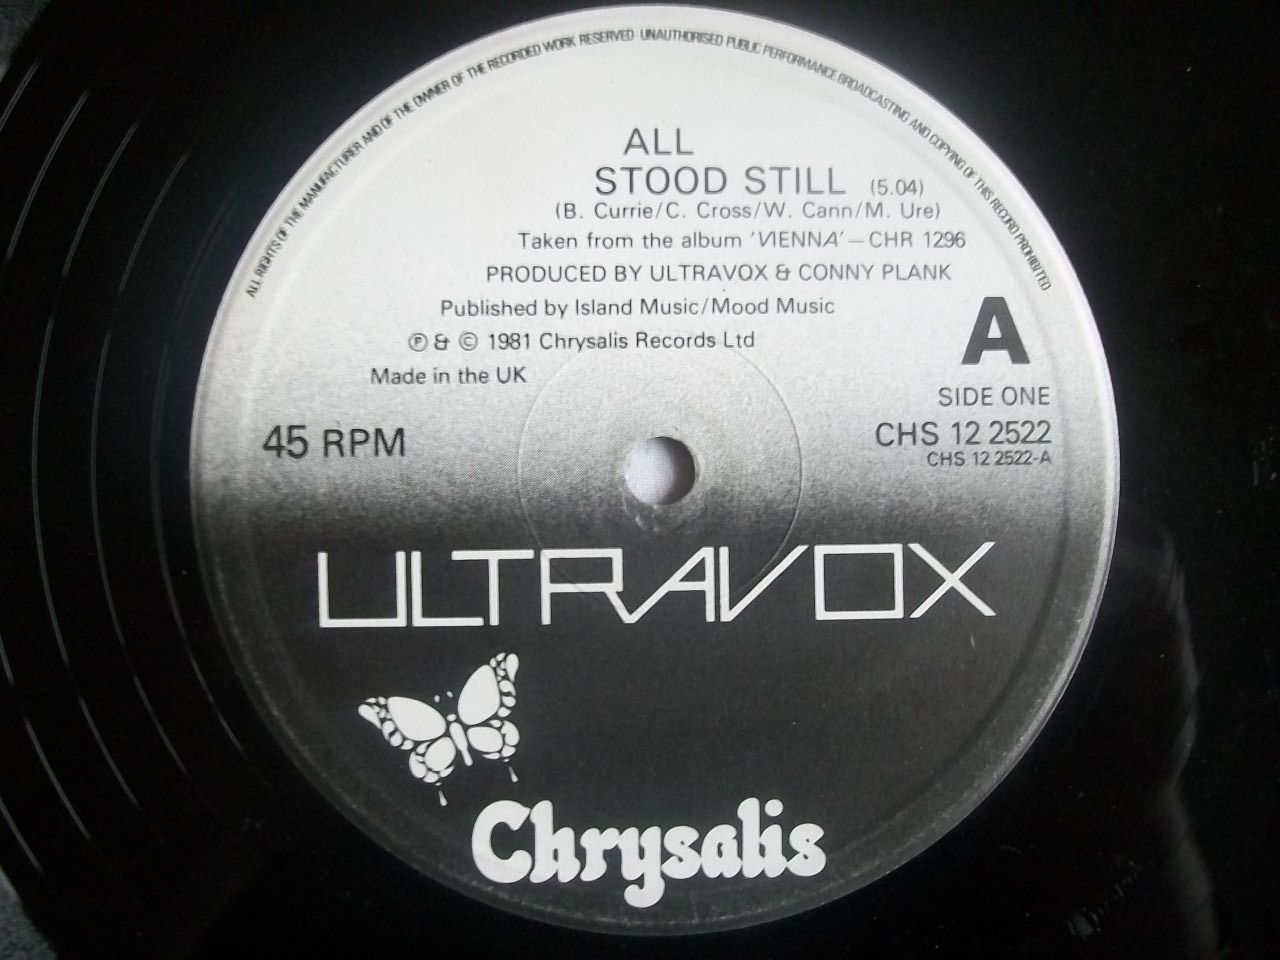 ALL RIGHTS OF THE MANUFACTURER AND OF THE OWNER OF THE RECORDED WORK RESERVED · UNAUTHORISED PUBLIC PERFORMANCE BROADCASTING AND COPYING OF THIS RECORD PROHIBITED
ALL
STOOD STILL (5.04)
(B. Currie/C. Cross/W. Cann/M. Ure)
Taken from the album 'VIENNA' – CHR 1296
PRODUCED BY ULTRAVOX & CONNY PLANK
Published by Island Music/Mood Music
℗ & © 1981 Chrysalis Records Ltd
Made in the UK
A
SIDE ONE
45 RPM
CHS 12 2522
CHS 12 2522-A
ULTRAVOX
Chrysalis